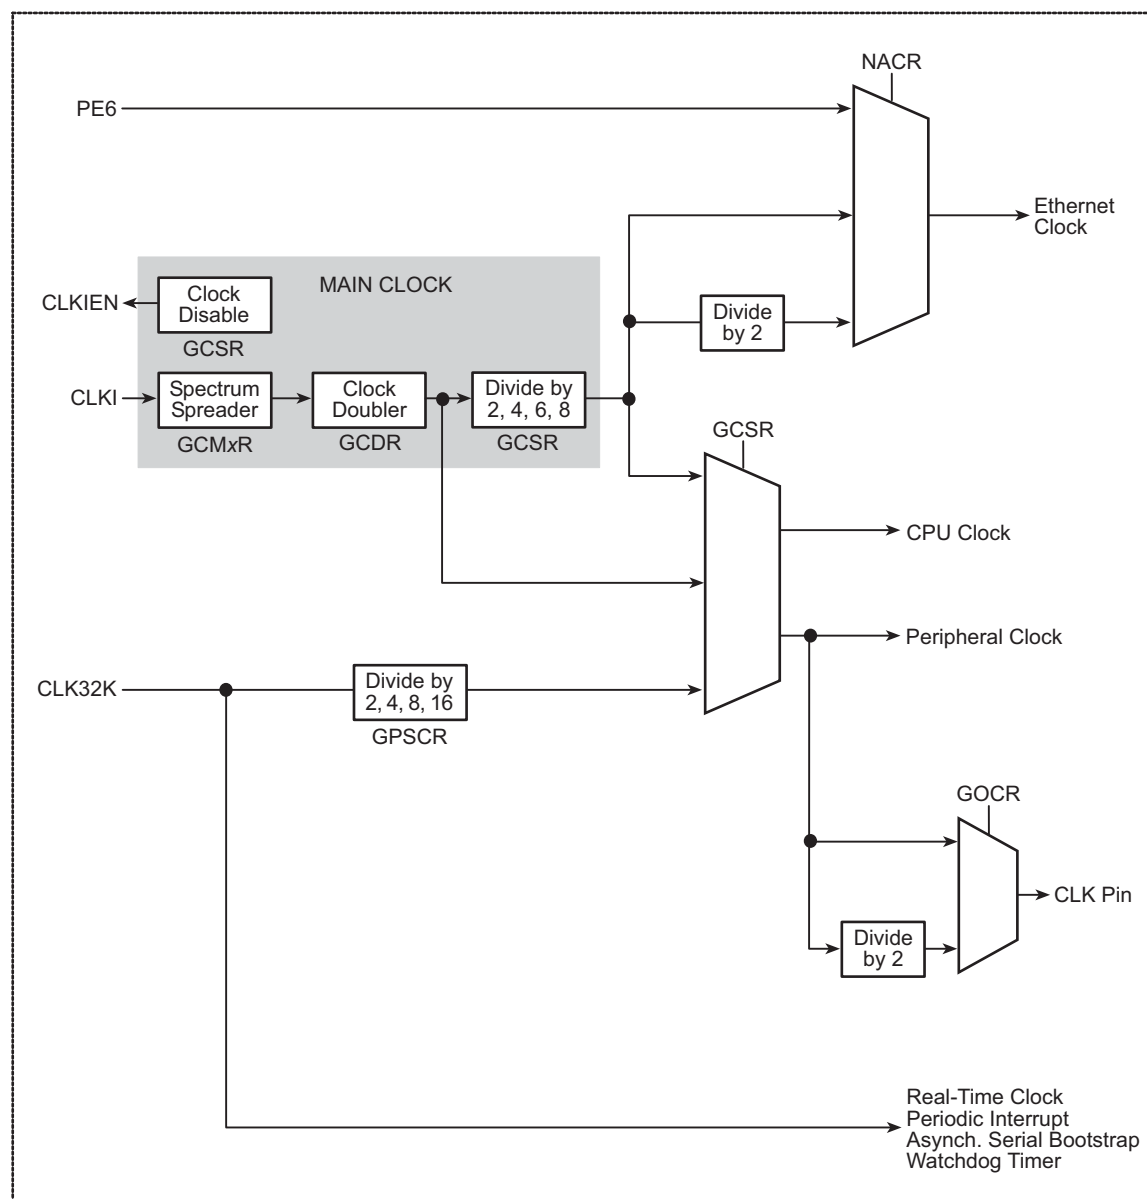 NACR
PE6
Ethernet
Clock
MAIN CLOCK
CLKIEN
Clock
Disable
GCSR
Divide
by 2
CLKI
Spectrum
Spreader
GCMxR
Clock
Doubler
GCDR
Divide by
2, 4, 6, 8
GCSR
GCSR
CPU Clock
Peripheral Clock
CLK32K
Divide by
2, 4, 8, 16
GPSCR
GOCR
CLK Pin
Divide
by 2
Real-Time Clock
Periodic Interrupt
Asynch. Serial Bootstrap
Watchdog Timer